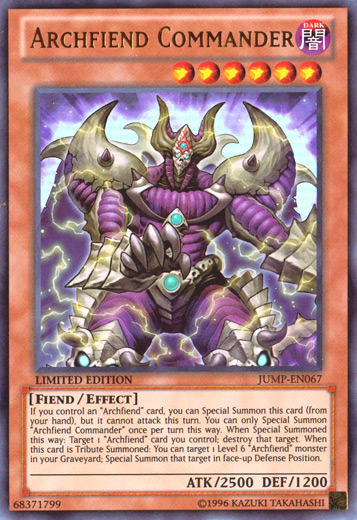 ARCHFIEND COMMANDER
DARK
闇
LIMITED EDITION
JUMP-EN067
[FIEND / EFFECT]
If you control an "Archfiend" card, you can Special Summon this card (from
your hand), but it cannot attack this turn. You can only Special Summon
"Archfiend Commander" once per turn this way. When Special Summoned
this way: Target 1 "Archfiend" card you control; destroy that target. When
this card is Tribute Summoned: You can target 1 Level 6 "Archfiend" monster
in your Graveyard; Special Summon that target in face-up Defense Position.
ATK/2500 DEF/1200
68371799
©1996 KAZUKI TAKAHASHI